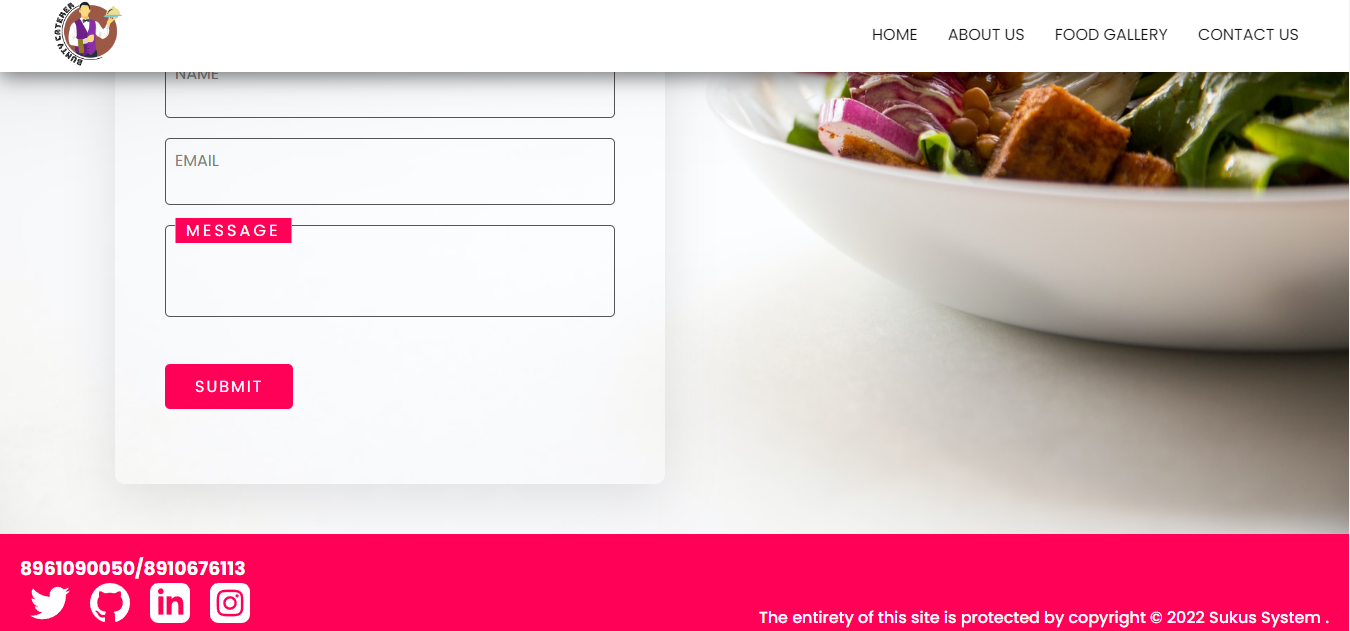 BUNTY CATERER
HOME
ABOUT US
FOOD GALLERY
CONTACT US
NAME
EMAIL
MESSAGE
SUBMIT
8961090050/8910676113
in
The entirety of this site is protected by copyright © 2022 Sukus System .